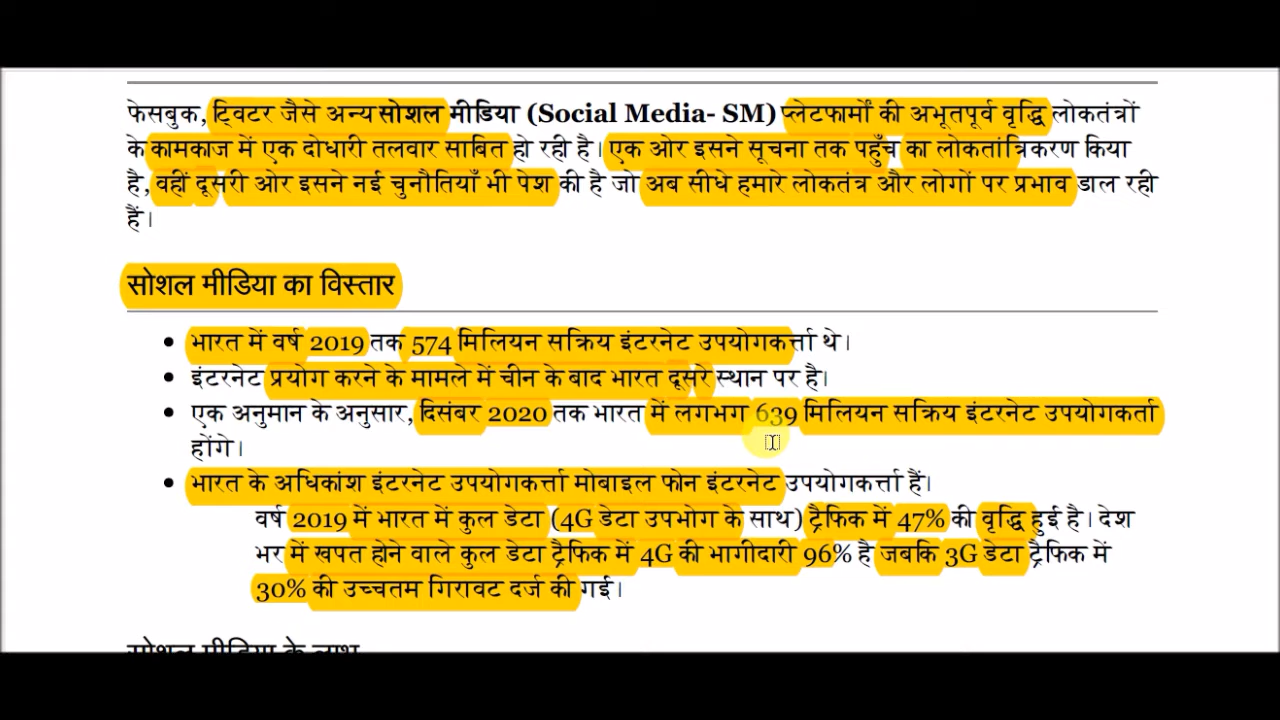 फेसबुक, ट्विटर जैसे अन्य सोशल मीडिया (Social Media- SM) प्लेटफार्मों की अभूतपूर्व वृद्धि लोकतंत्रों
के कामकाज में एक दोधारी तलवार साबित हो रही है। एक ओर इसने सूचना तक पहुँच का लोकतांत्रिकरण किया
है, वहीं दूसरी ओर इसने नई चुनौतियाँ भी पेश की है जो अब सीधे हमारे लोकतंत्र और लोगों पर प्रभाव डाल रही
हैं।
सोशल मीडिया का विस्तार
• भारत में वर्ष 2019 तक 574 मिलियन सक्रिय इंटरनेट उपयोगकर्त्ता थे।
• इंटरनेट प्रयोग करने के मामले में चीन के बाद भारत दूसरे स्थान पर है।
• एक अनुमान के अनुसार, दिसंबर 2020 तक भारत में लगभग 639 मिलियन सक्रिय इंटरनेट उपयोगकर्ता
होंगे।
• भारत के अधिकांश इंटरनेट उपयोगकर्त्ता मोबाइल फोन इंटरनेट उपयोगकर्त्ता हैं।
वर्ष 2019 में भारत में कुल डेटा (4G डेटा उपभोग के साथ) ट्रैफिक में 47% की वृद्धि हुई है। देश
भर में खपत होने वाले कुल डेटा ट्रैफिक में 4G की भागीदारी 96% है जबकि 3G डेटा ट्रैफिक में
30% की उच्चतम गिरावट दर्ज की गई।
सोशल मीडिया के लाभ